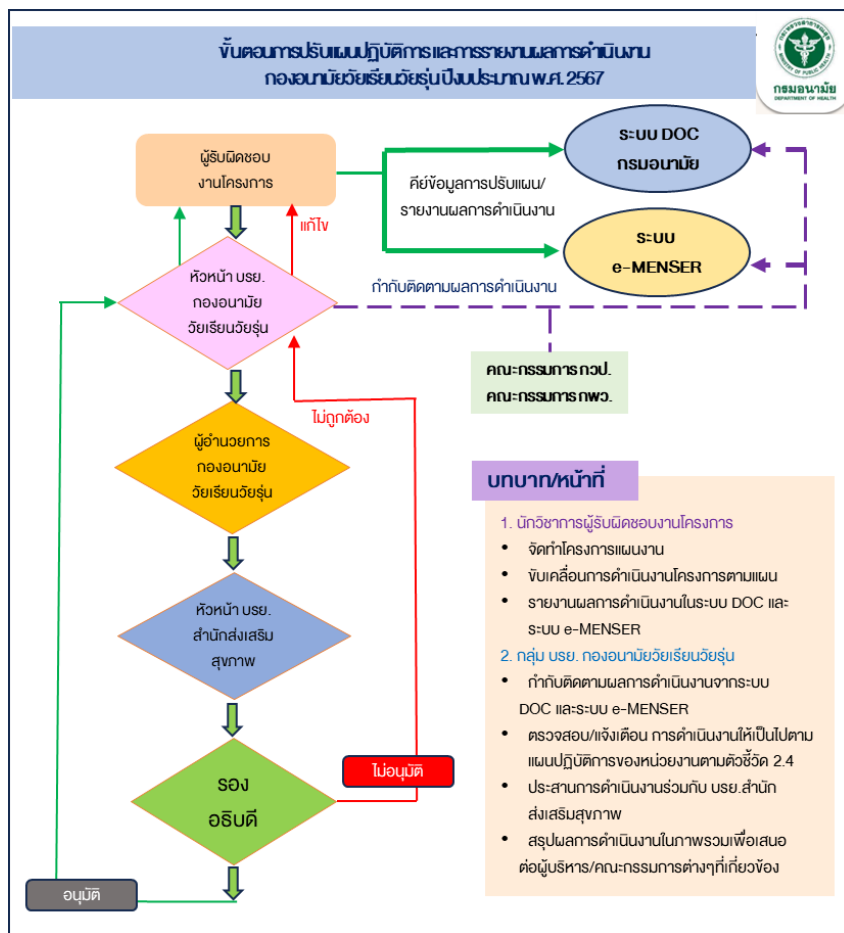 ขั้นตอนการปรับแผนปฏิบัติการและการรายงานผลการดำเนินงาน
กองอนามัยวัยเรียนวัยรุ่น ปีงบประมาณ พ.ศ. 2567
กรมอนามัย
DEPARTMENT OF HEALTH
ผู้รับผิดชอบ
งานโครงการ
ระบบ DOC
กรมอนามัย
คีย์ข้อมูลการปรับแผน/
รายงานผลการดำเนินงาน
แก้ไข
ระบบ
e-MENSER
หัวหน้า บรย.
กองอนามัย
วัยเรียนวัยรุ่น
กำกับติดตามผลการดำเนินงาน
คณะกรรมการ กวป.
คณะกรรมการ กพว.
ไม่ถูกต้อง
ผู้อำนวยการ
กองอนามัย
วัยเรียนวัยรุ่น
หัวหน้า บรย.
สำนักส่งเสริม
สุขภาพ
ไม่อนุมัติ
รอง
อธิบดี
อนุมัติ
บทบาท/หน้าที่
1. นักวิชาการผู้รับผิดชอบงานโครงการ
• จัดทำโครงการแผนงาน
• ขับเคลื่อนการดำเนินงานโครงการตามแผน
• รายงานผลการดำเนินงานในระบบ DOC และ
ระบบ e-MENSER
2. กลุ่ม บรย. กองอนามัยวัยเรียนวัยรุ่น
• กำกับติดตามผลการดำเนินงานจากระบบ
DOC และระบบ e-MENSER
• ตรวจสอบ/แจ้งเตือน การดำเนินงานให้เป็นไปตาม
แผนปฏิบัติการของหน่วยงานตามตัวชี้วัด 2.4
• ประสานการดำเนินงานร่วมกับ บรย.สำนัก
ส่งเสริมสุขภาพ
• สรุปผลการดำเนินงานในภาพรวมเพื่อเสนอ
ต่อผู้บริหาร/คณะกรรมการต่างๆที่เกี่ยวข้อง